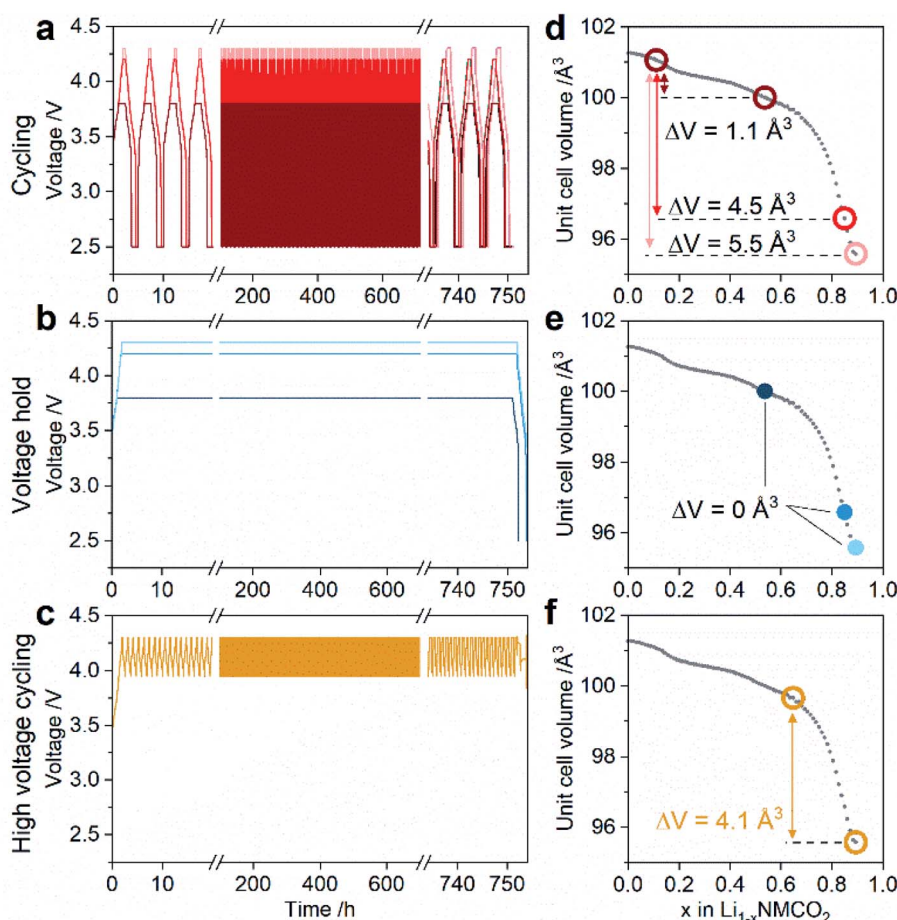 a
Cycling
Voltage /V
4.5
4.0
3.5
3.0
2.5
0 10 200 400 600 740 750
d
Unit cell volume /Å³
102
100
98
96
ΔV = 1.1 Å³
ΔV = 4.5 Å³
ΔV = 5.5 Å³
0.0 0.2 0.4 0.6 0.8 1.0
b
Voltage hold
Voltage /V
4.5
4.0
3.5
3.0
2.5
0 10 200 400 600 740 750
e
Unit cell volume /Å³
102
100
98
96
ΔV = 0 Å³
0.0 0.2 0.4 0.6 0.8 1.0
c
High voltage cycling
Voltage /V
4.5
4.0
3.5
3.0
2.5
0 10 200 400 600 740 750
Time /h
f
Unit cell volume /Å³
102
100
98
96
ΔV = 4.1 Å³
0.0 0.2 0.4 0.6 0.8 1.0
x in Li₁₋ₓNMCO₂